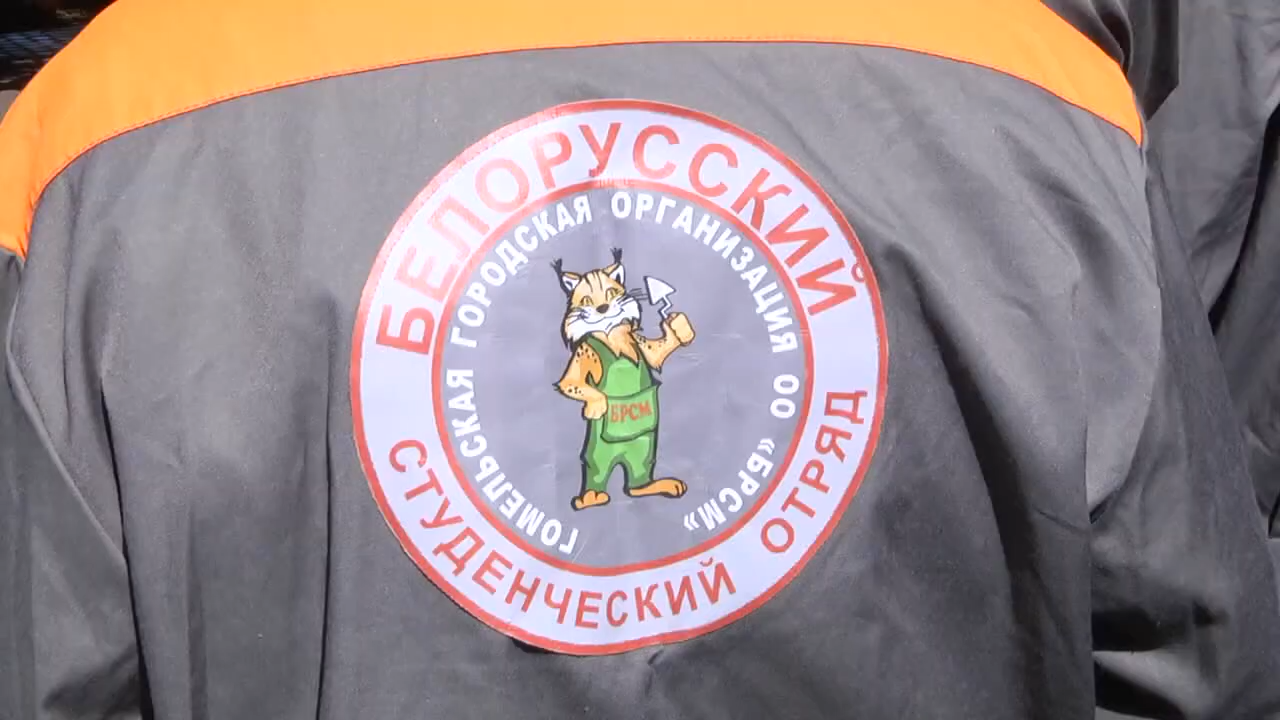 БЕЛОРУССКИЙ
СТУДЕНЧЕСКИЙ ОТРЯД
ГОМЕЛЬСКАЯ ГОРОДСКАЯ ОРГАНИЗАЦИЯ ОО «БРСМ»
БРСМ